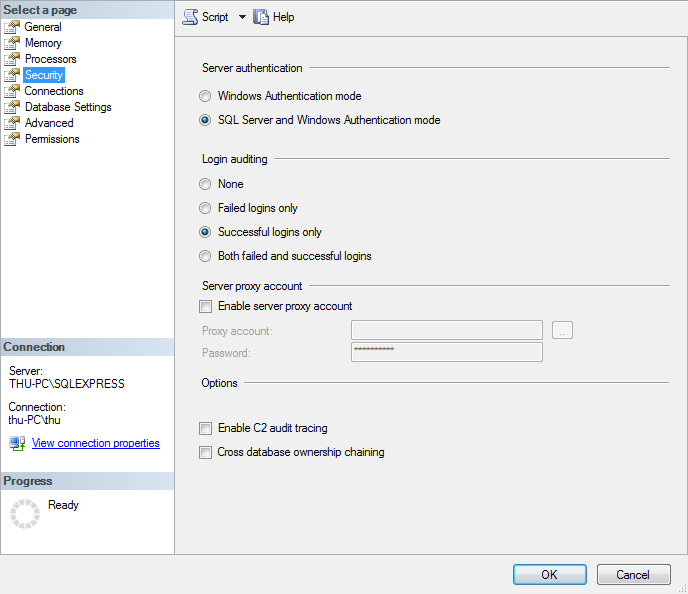 Select a page
General
Memory
Processors
Security
Connections
Database Settings
Advanced
Permissions
Connection
Server:
THU-PC\SQLEXPRESS
Connection:
thu-PC\thu
View connection properties
Progress
Ready
Script
Help
Server authentication
Windows Authentication mode
SQL Server and Windows Authentication mode
Login auditing
None
Failed logins only
Successful logins only
Both failed and successful logins
Server proxy account
Enable server proxy account
Proxy account:
..
Password:
**********
Options
Enable C2 audit tracing
Cross database ownership chaining
OK
Cancel